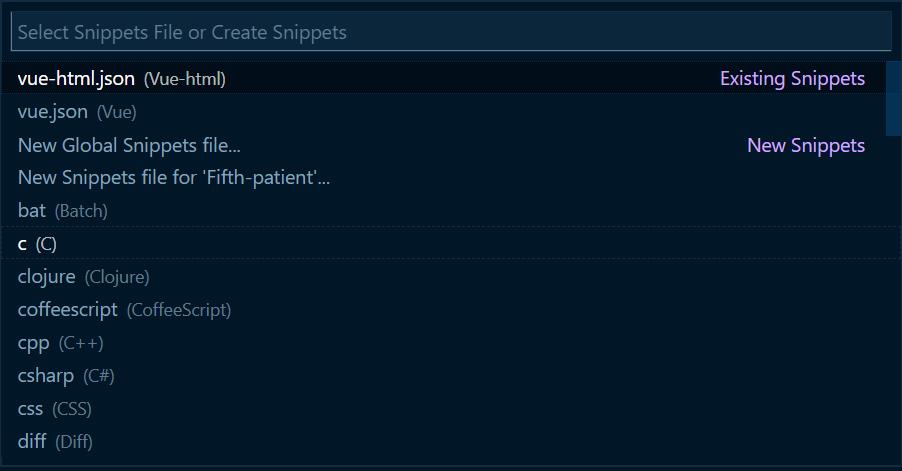 Select Snippets File or Create Snippets
vue-html.json (Vue-html) Existing Snippets
vue.json (Vue)
New Global Snippets file... New Snippets
New Snippets file for 'Fifth-patient'...
bat (Batch)
c (C)
clojure (Clojure)
coffeescript (CoffeeScript)
cpp (C++)
csharp (C#)
css (CSS)
diff (Diff)